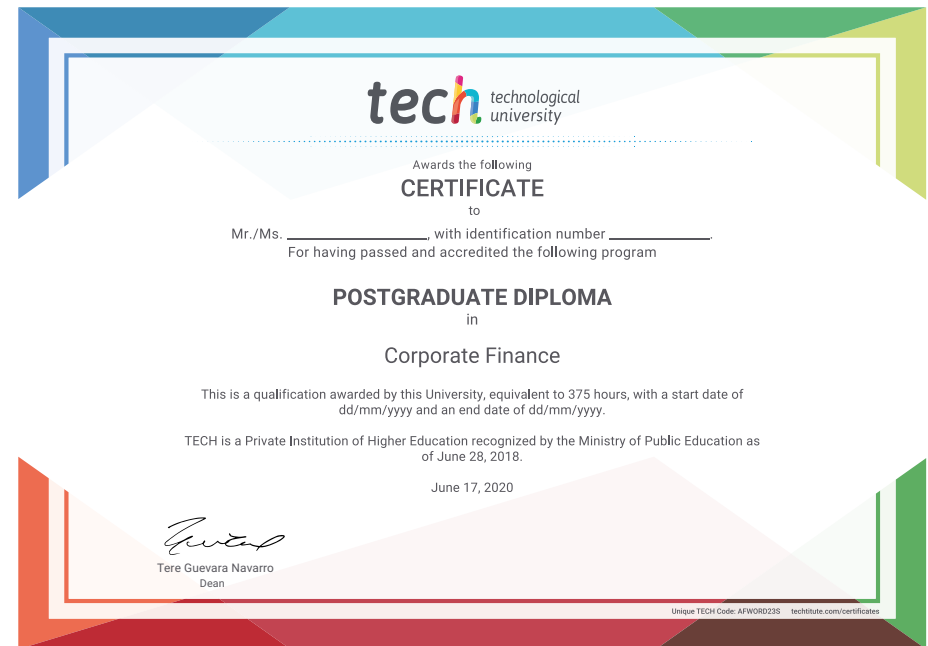 tech technological
university
Awards the following
CERTIFICATE
to
Mr./Ms. ____________________, with identification number ______________.
For having passed and accredited the following program
POSTGRADUATE DIPLOMA
in
Corporate Finance
This is a qualification awarded by this University, equivalent to 375 hours, with a start date of
dd/mm/yyyy and an end date of dd/mm/yyyy.
TECH is a Private Institution of Higher Education recognized by the Ministry of Public Education as
of June 28, 2018.
June 17, 2020
Tere Guevara Navarro
Dean
Unique TECH Code: AFWORD23S techtitute.com/certificates